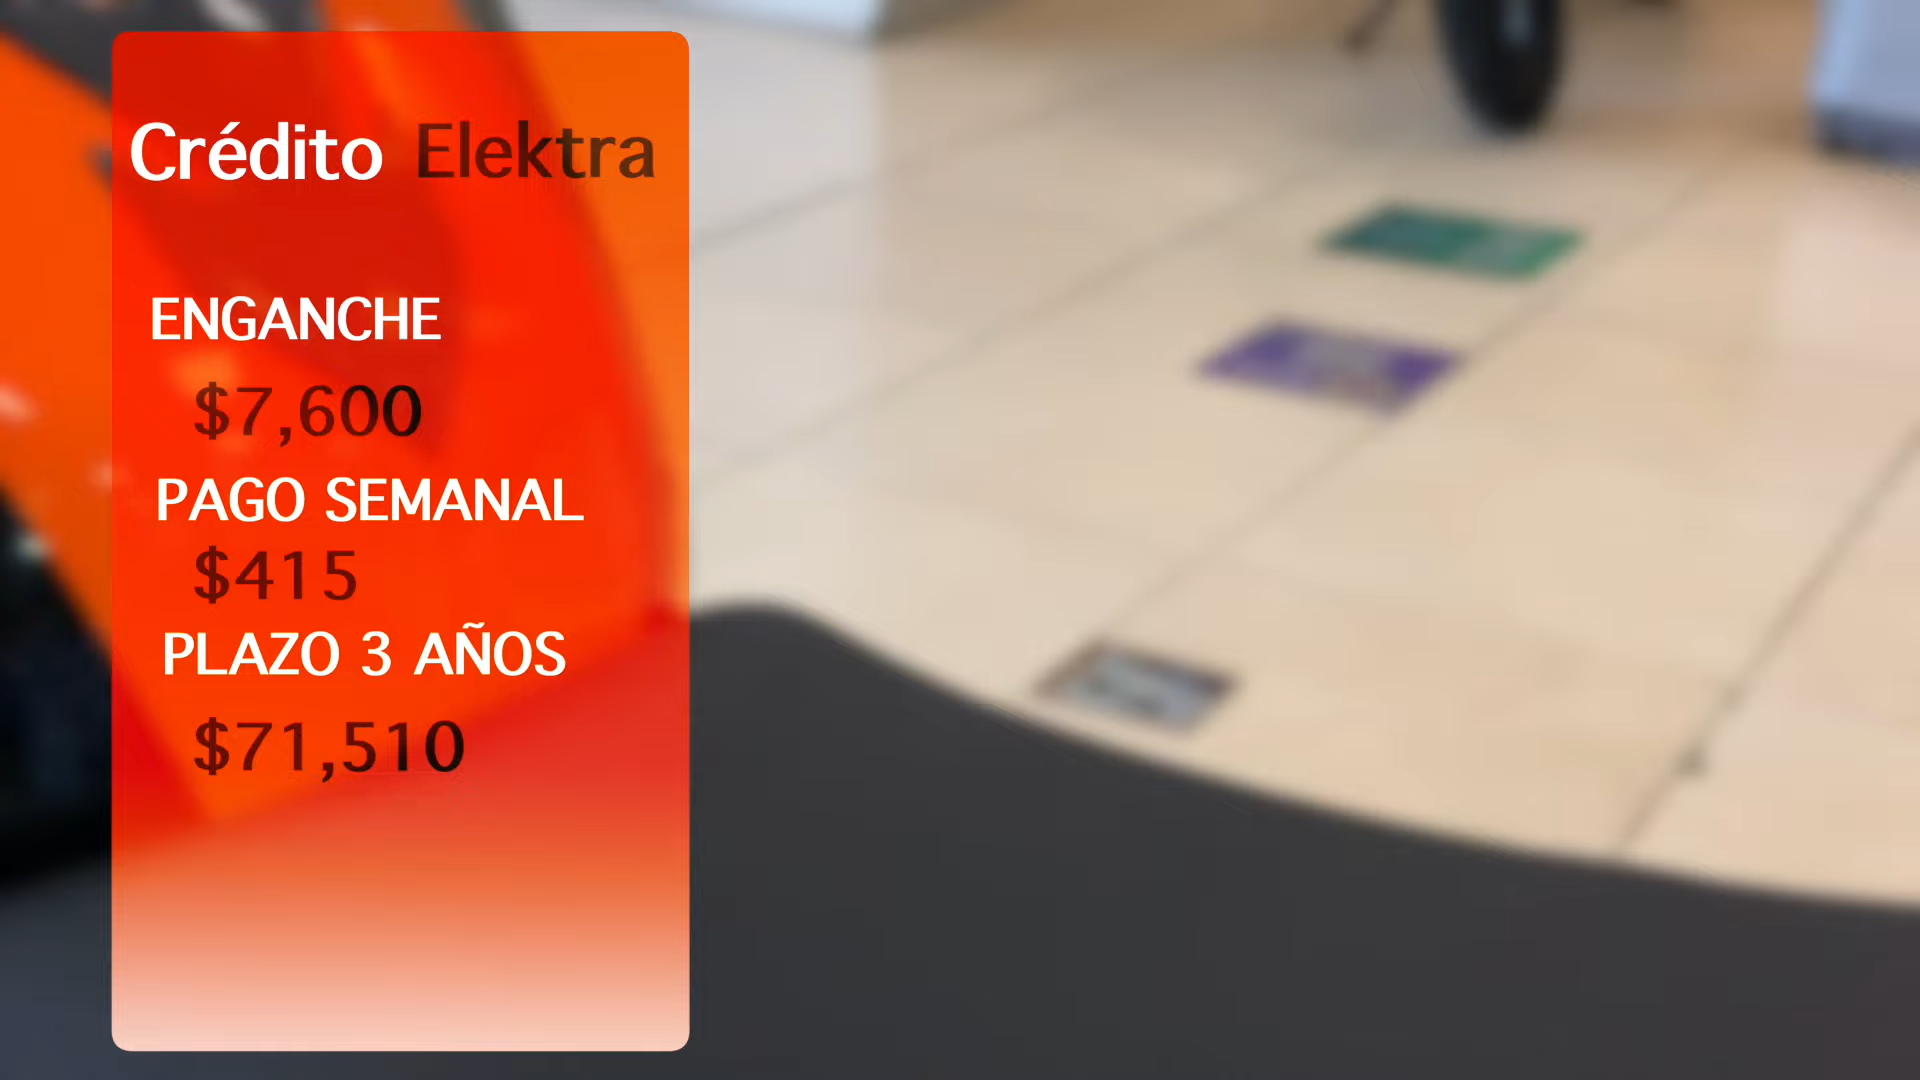 Crédito Elektra
ENGANCHE
$7,600
PAGO SEMANAL
$415
PLAZO 3 AÑOS
$71,510